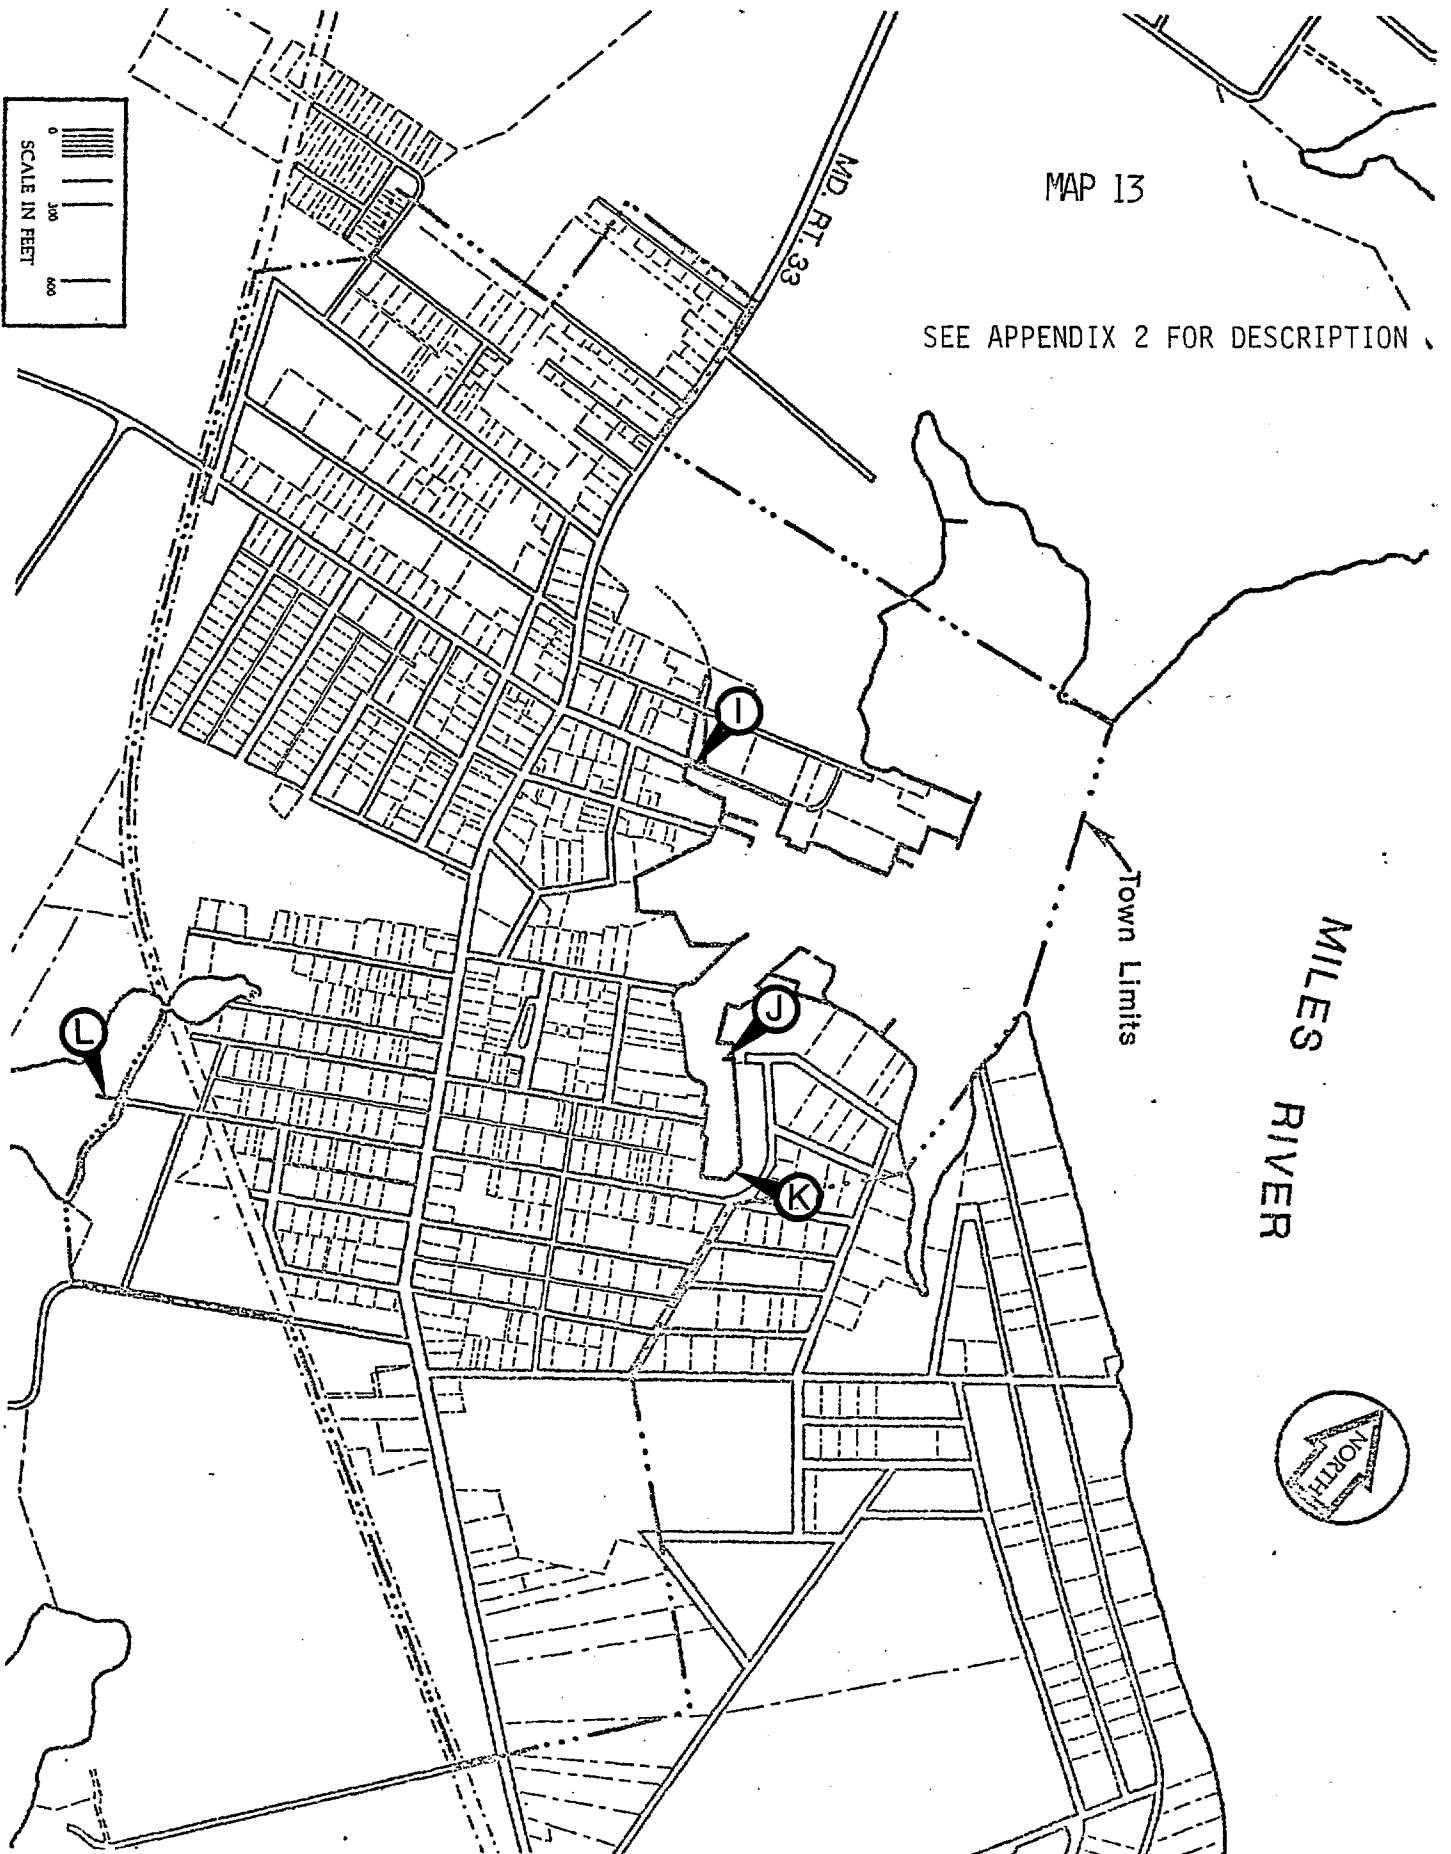 MAP 13
MD. RT. 33
SEE APPENDIX 2 FOR DESCRIPTION
0 300 600
SCALE IN FEET
I
Town Limits
MILES RIVER
J
L
K
NORTH